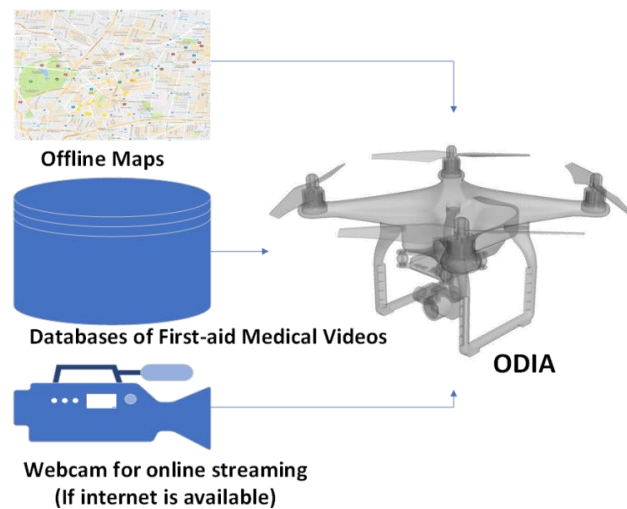 Offline Maps
Databases of First-aid Medical Videos
ODIA
Webcam for online streaming
(If internet is available)